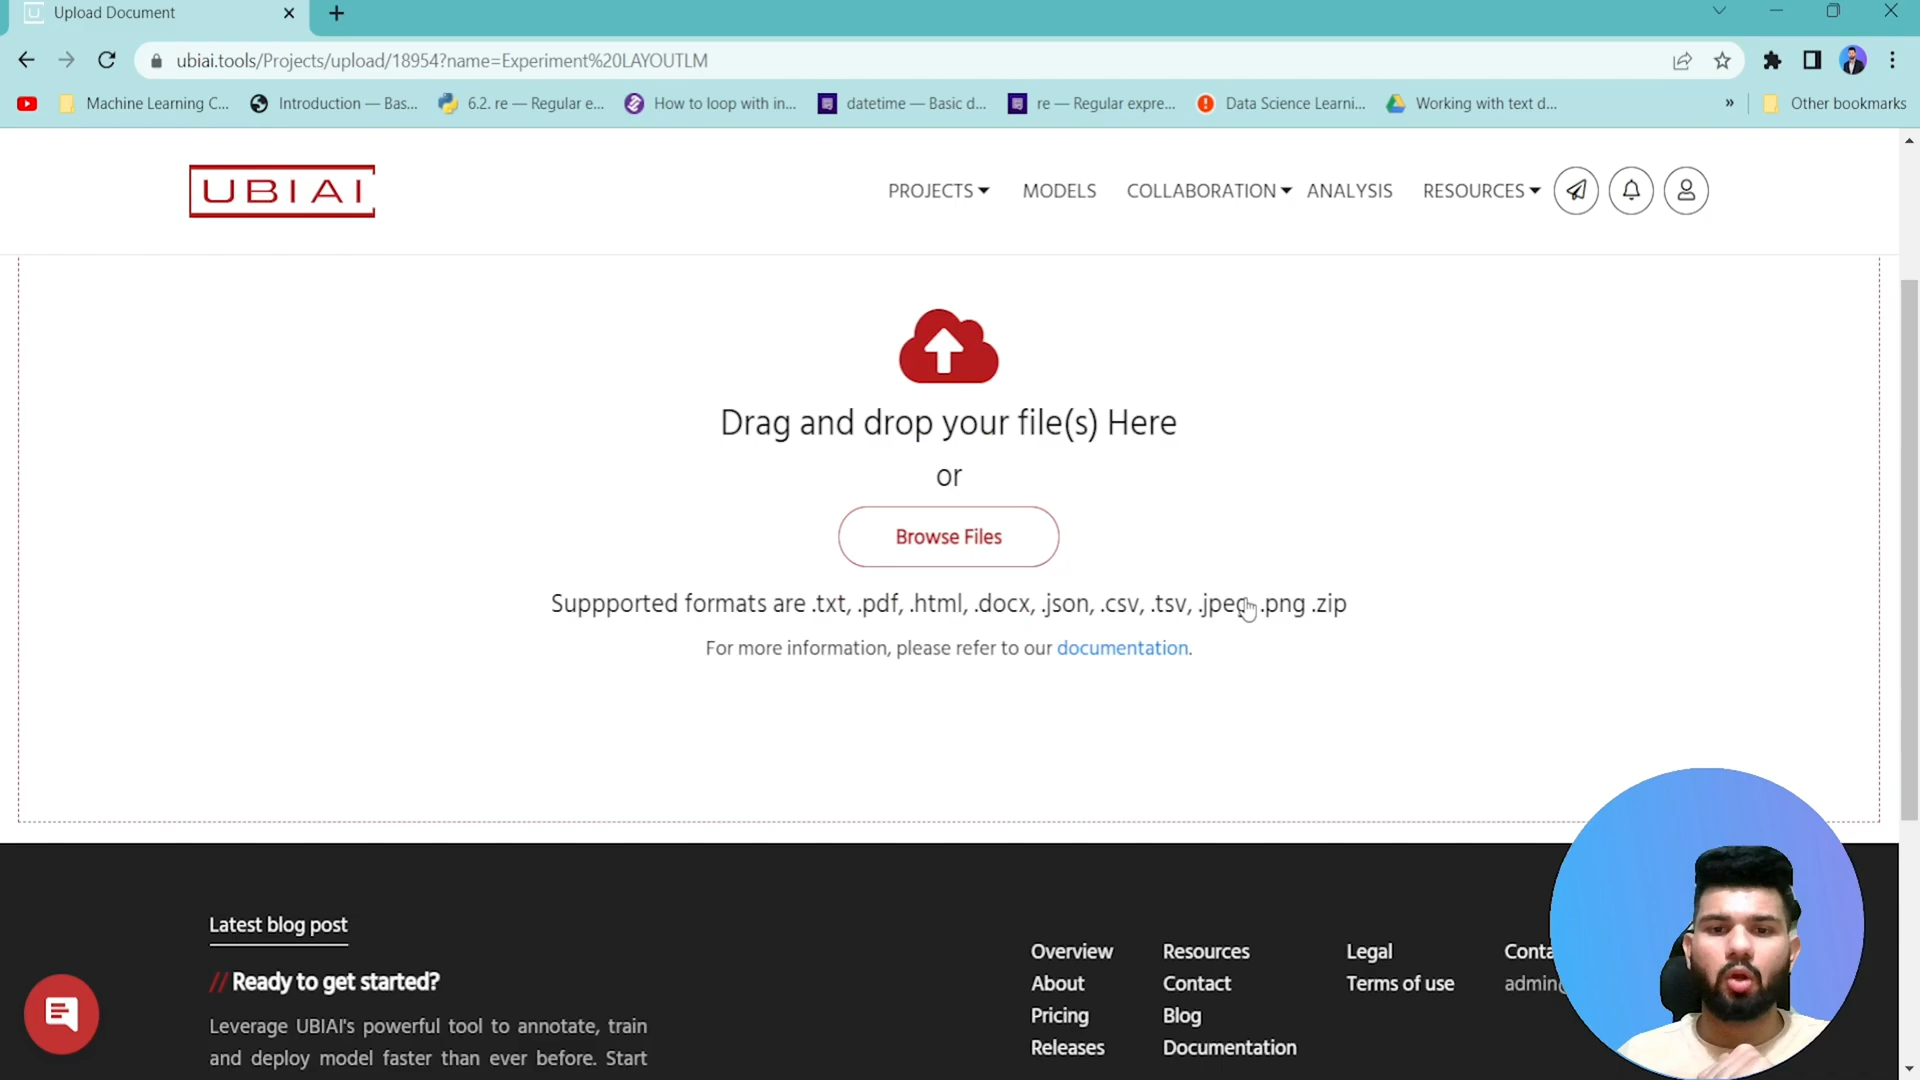 Upload Document
ubiai.tools/Projects/upload/18954?name=Experiment%20LAYOUTLM
Machine Learning C... Introduction — Bas... 6.2. re — Regular e... How to loop with in... datetime — Basic d... re — Regular expre... Data Science Learni... Working with text d... » Other bookmarks
UBIAI PROJECTS MODELS COLLABORATION ANALYSIS RESOURCES
Drag and drop your file(s) Here
or
Browse Files
Suppported formats are .txt, .pdf, .html, .docx, .json, .csv, .tsv, .jpeg, .png .zip
For more information, please refer to our documentation.
Latest blog post
// Ready to get started?
Leverage UBIAI's powerful tool to annotate, train
and deploy model faster than ever before. Start
Overview Resources Legal
About Contact Terms of use
Pricing Blog
Releases Documentation